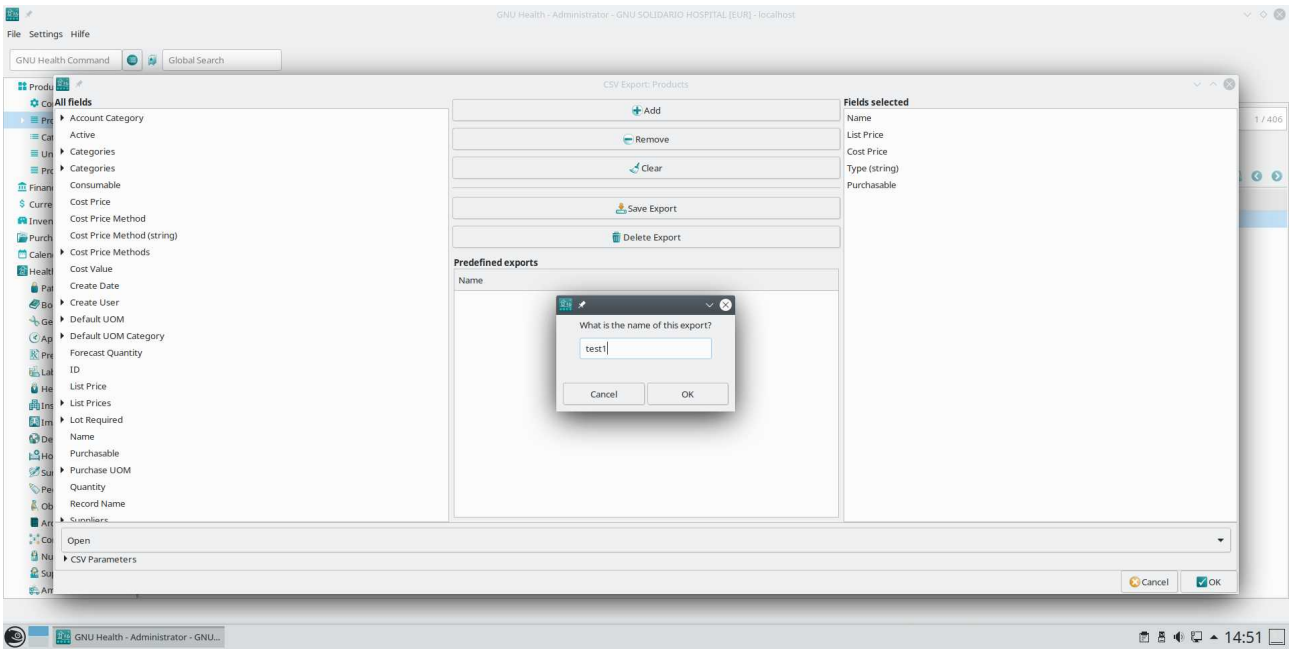 GNU Health - Administrator - GNU SOLIDARIO HOSPITAL [EUR] - localhost
File Settings Hilfe
GNU Health Command Global Search
CSV Export: Products
All fields
Account Category
Active
Categories
Categories
Consumable
Cost Price
Cost Price Method
Cost Price Method (string)
Cost Price Methods
Cost Value
Create Date
Create User
Default UOM
Default UOM Category
Forecast Quantity
ID
List Price
List Prices
Lot Required
Name
Purchasable
Purchase UOM
Quantity
Record Name
Suppliers
Add
Remove
Clear
Save Export
Delete Export
Predefined exports
Name
What is the name of this export?
test1
Cancel OK
Fields selected
Name
List Price
Cost Price
Type (string)
Purchasable
1 / 406
Open
CSV Parameters
Cancel OK
GNU Health - Administrator - GNU...
14:51